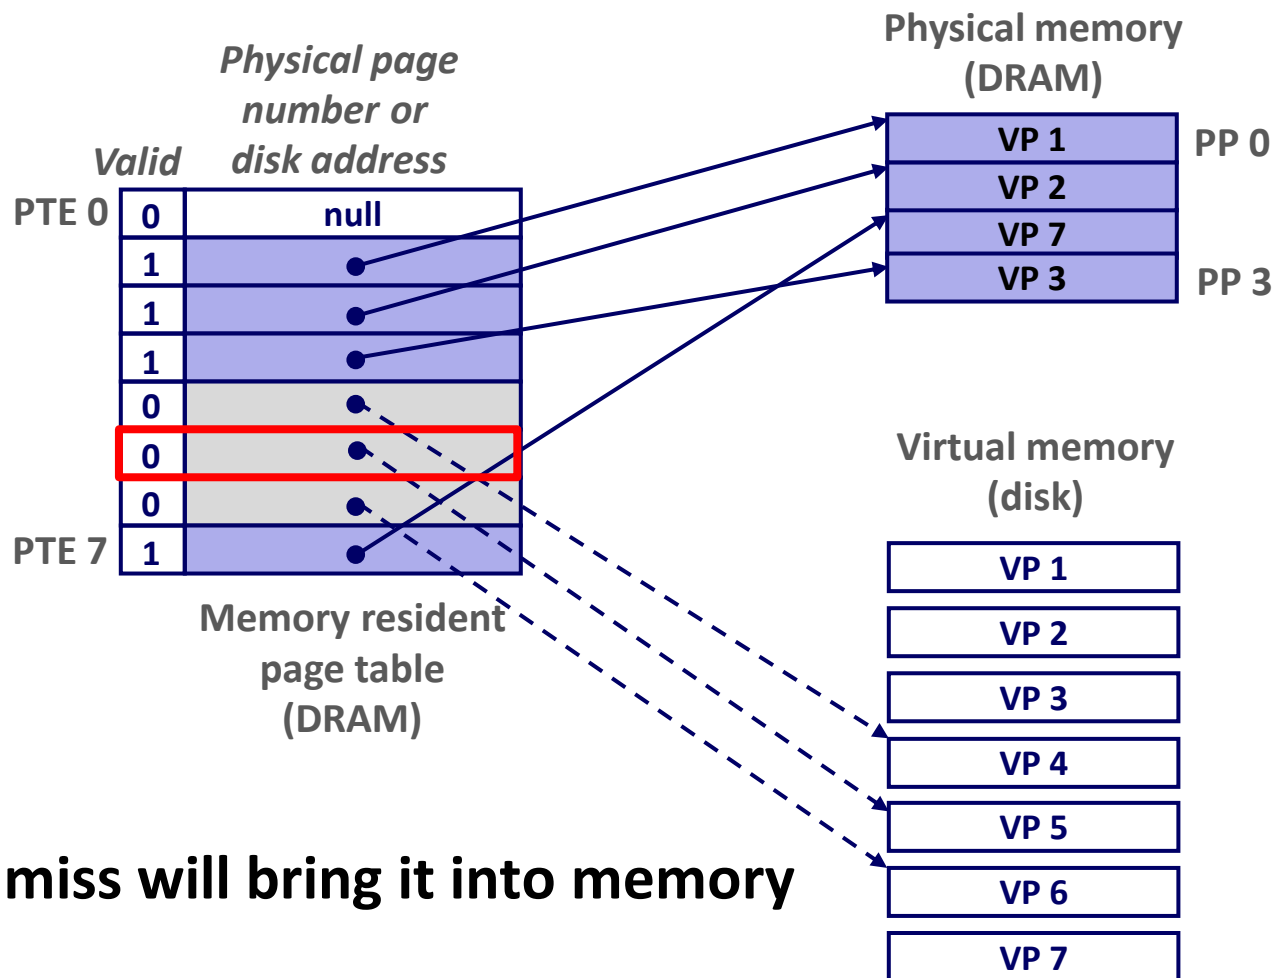 Physical page
number or
disk address
Valid
PTE 0
0
null
1
1
1
0
0
0
PTE 7
1
Memory resident
page table
(DRAM)
Physical memory
(DRAM)
VP 1
PP 0
VP 2
VP 7
VP 3
PP 3
Virtual memory
(disk)
VP 1
VP 2
VP 3
VP 4
VP 5
VP 6
VP 7
miss will bring it into memory